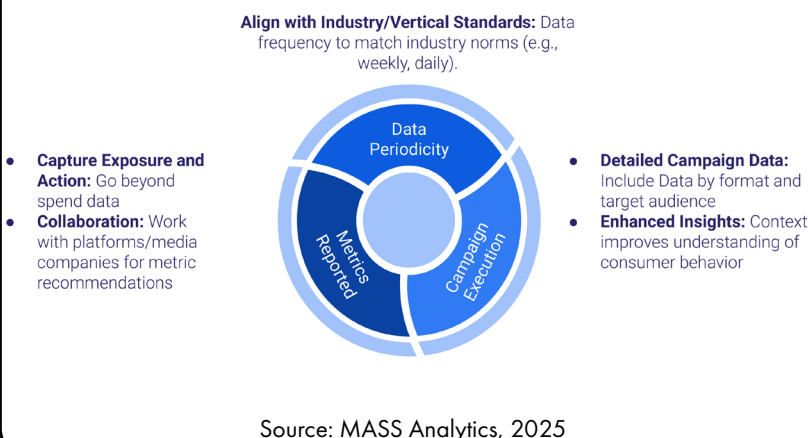 Align with Industry/Vertical Standards: Data
frequency to match industry norms (e.g.,
weekly, daily).
Data
Periodicity
● Capture Exposure and
Action: Go beyond
spend data
● Collaboration: Work
with platforms/media
companies for metric
recommendations
Metrics
Reported
Campaign
Execution
● Detailed Campaign Data:
Include Data by format and
target audience
● Enhanced Insights: Context
improves understanding of
consumer behavior
Source: MASS Analytics, 2025